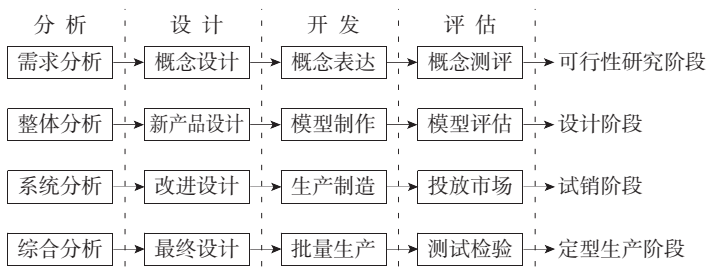 分 析 设 计 开 发 评 估
需求分析 概念设计 概念表达 概念测评 可行性研究阶段
整体分析 新产品设计 模型制作 模型评估 设计阶段
系统分析 改进设计 生产制造 投放市场 试销阶段
综合分析 最终设计 批量生产 测试检验 定型生产阶段